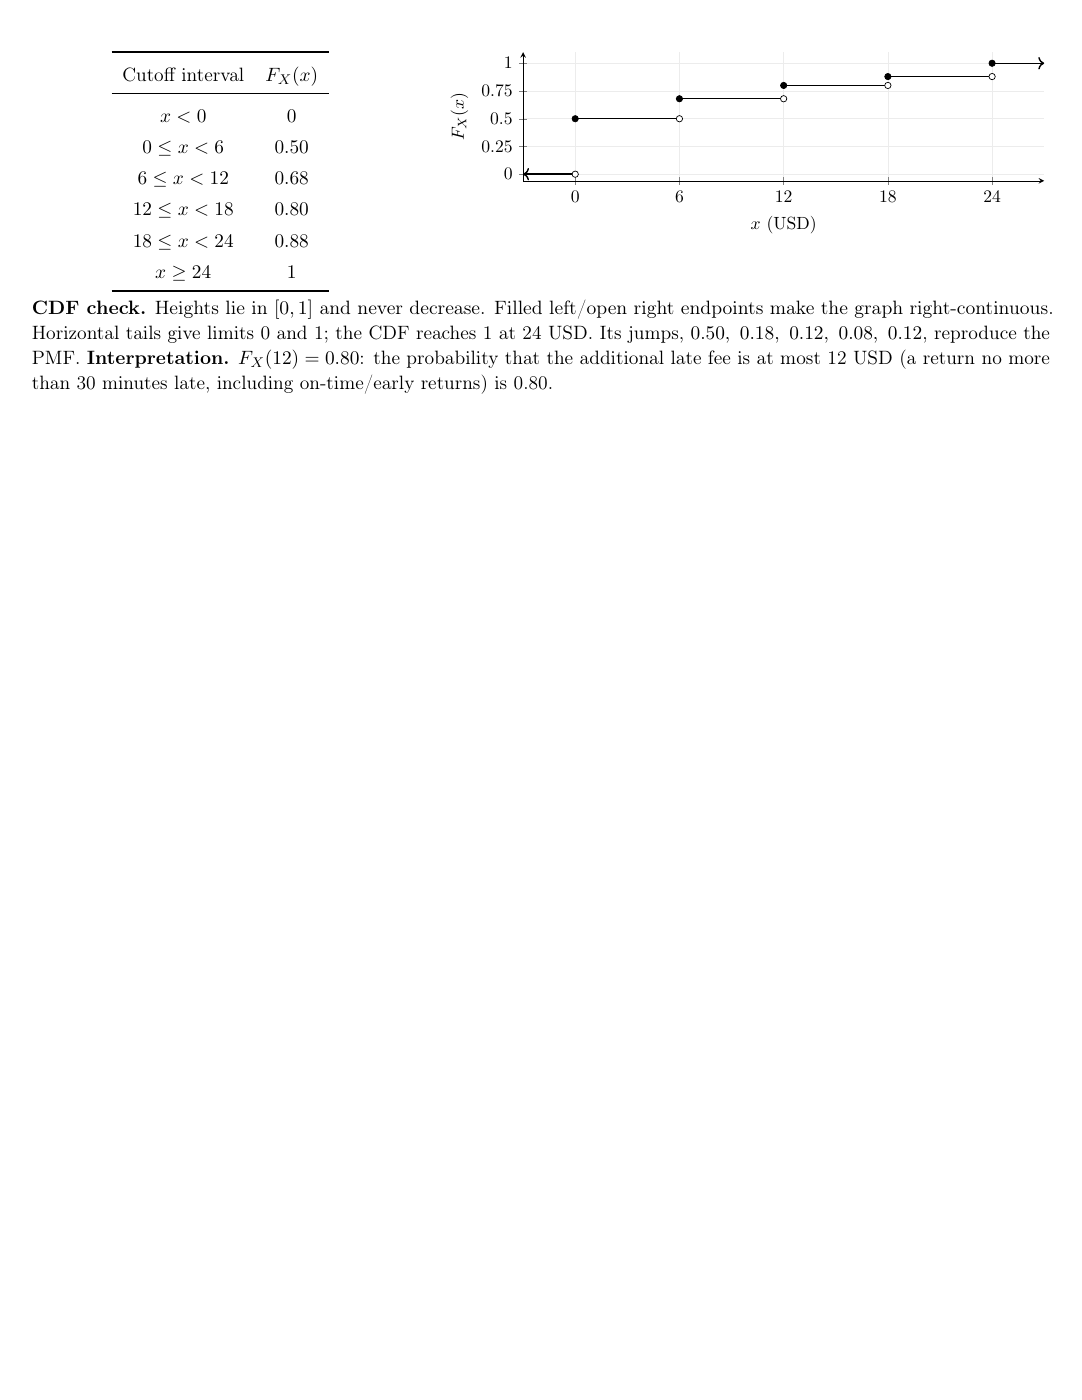 Cutoff interval F_X(x)
x < 0 0
0 ≤ x < 6 0.50
6 ≤ x < 12 0.68
12 ≤ x < 18 0.80
18 ≤ x < 24 0.88
x ≥ 24 1
F_X(x)
1
0.75
0.5
0.25
0
0 6 12 18 24
x (USD)
CDF check. Heights lie in [0, 1] and never decrease. Filled left/open right endpoints make the graph right-continuous.
Horizontal tails give limits 0 and 1; the CDF reaches 1 at 24 USD. Its jumps, 0.50, 0.18, 0.12, 0.08, 0.12, reproduce the
PMF. Interpretation. F_X(12) = 0.80: the probability that the additional late fee is at most 12 USD (a return no more
than 30 minutes late, including on-time/early returns) is 0.80.